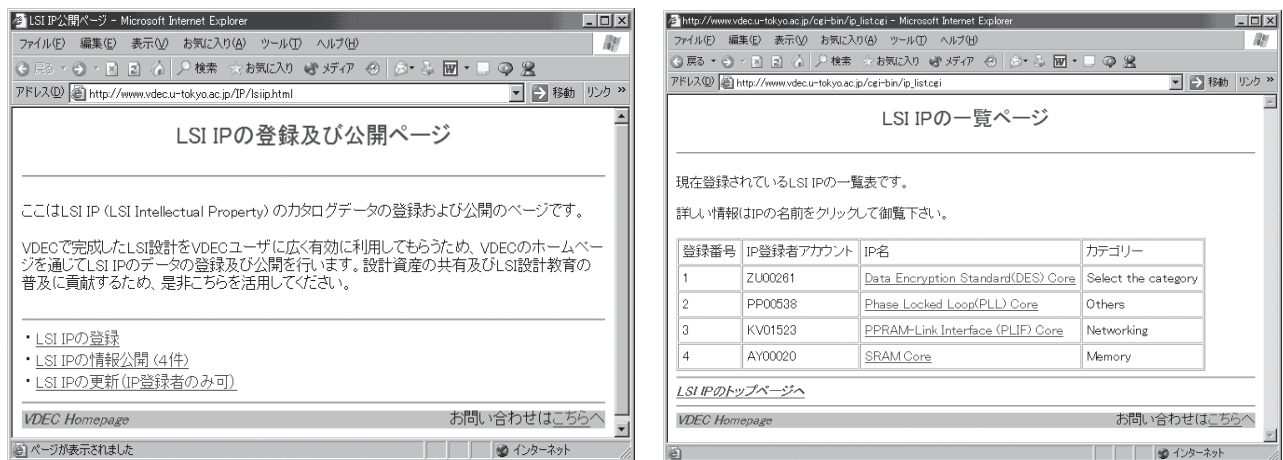 LSI IP公開ページ - Microsoft Internet Explorer
ファイル(F) 編集(E) 表示(V) お気に入り(A) ツール(T) ヘルプ(H)
戻る 検索 お気に入り メディア
アドレス(D) http://www.vdec.u-tokyo.ac.jp/IP/lsiip.html 移動 リンク »
LSI IPの登録及び公開ページ
ここはLSI IP (LSI Intellectual Property) のカタログデータの登録および公開のページです。
VDECで完成したLSI設計をVDECユーザに広く有効に利用してもらうため、VDECのホームペー
ジを通じてLSI IPのデータの登録及び公開を行います。設計資産の共有及びLSI設計教育の
普及に貢献するため、是非こちらを活用してください。
・LSI IPの登録
・LSI IPの情報公開 (4件)
・LSI IPの更新(IP登録者のみ可)
VDEC Homepage お問い合わせはこちらへ
ページが表示されました インターネット
http://www.vdec.u-tokyo.ac.jp/cgi-bin/ip_list.cgi - Microsoft Internet Explorer
ファイル(F) 編集(E) 表示(V) お気に入り(A) ツール(T) ヘルプ(H)
戻る 検索 お気に入り メディア
アドレス(D) http://www.vdec.u-tokyo.ac.jp/cgi-bin/ip_list.cgi 移動 リンク »
LSI IPの一覧ページ
現在登録されているLSI IPの一覧表です。
詳しい情報はIPの名前をクリックして御覧下さい。
登録番号 IP登録者アカウント IP名 カテゴリー
1 ZU00261 Data Encryption Standard(DES) Core Select the category
2 PP00538 Phase Locked Loop(PLL) Core Others
3 KV01523 PPRAM-Link Interface (PLIF) Core Networking
4 AY00020 SRAM Core Memory
LSI IPのトップページへ
VDEC Homepage お問い合わせはこちらへ
インターネット